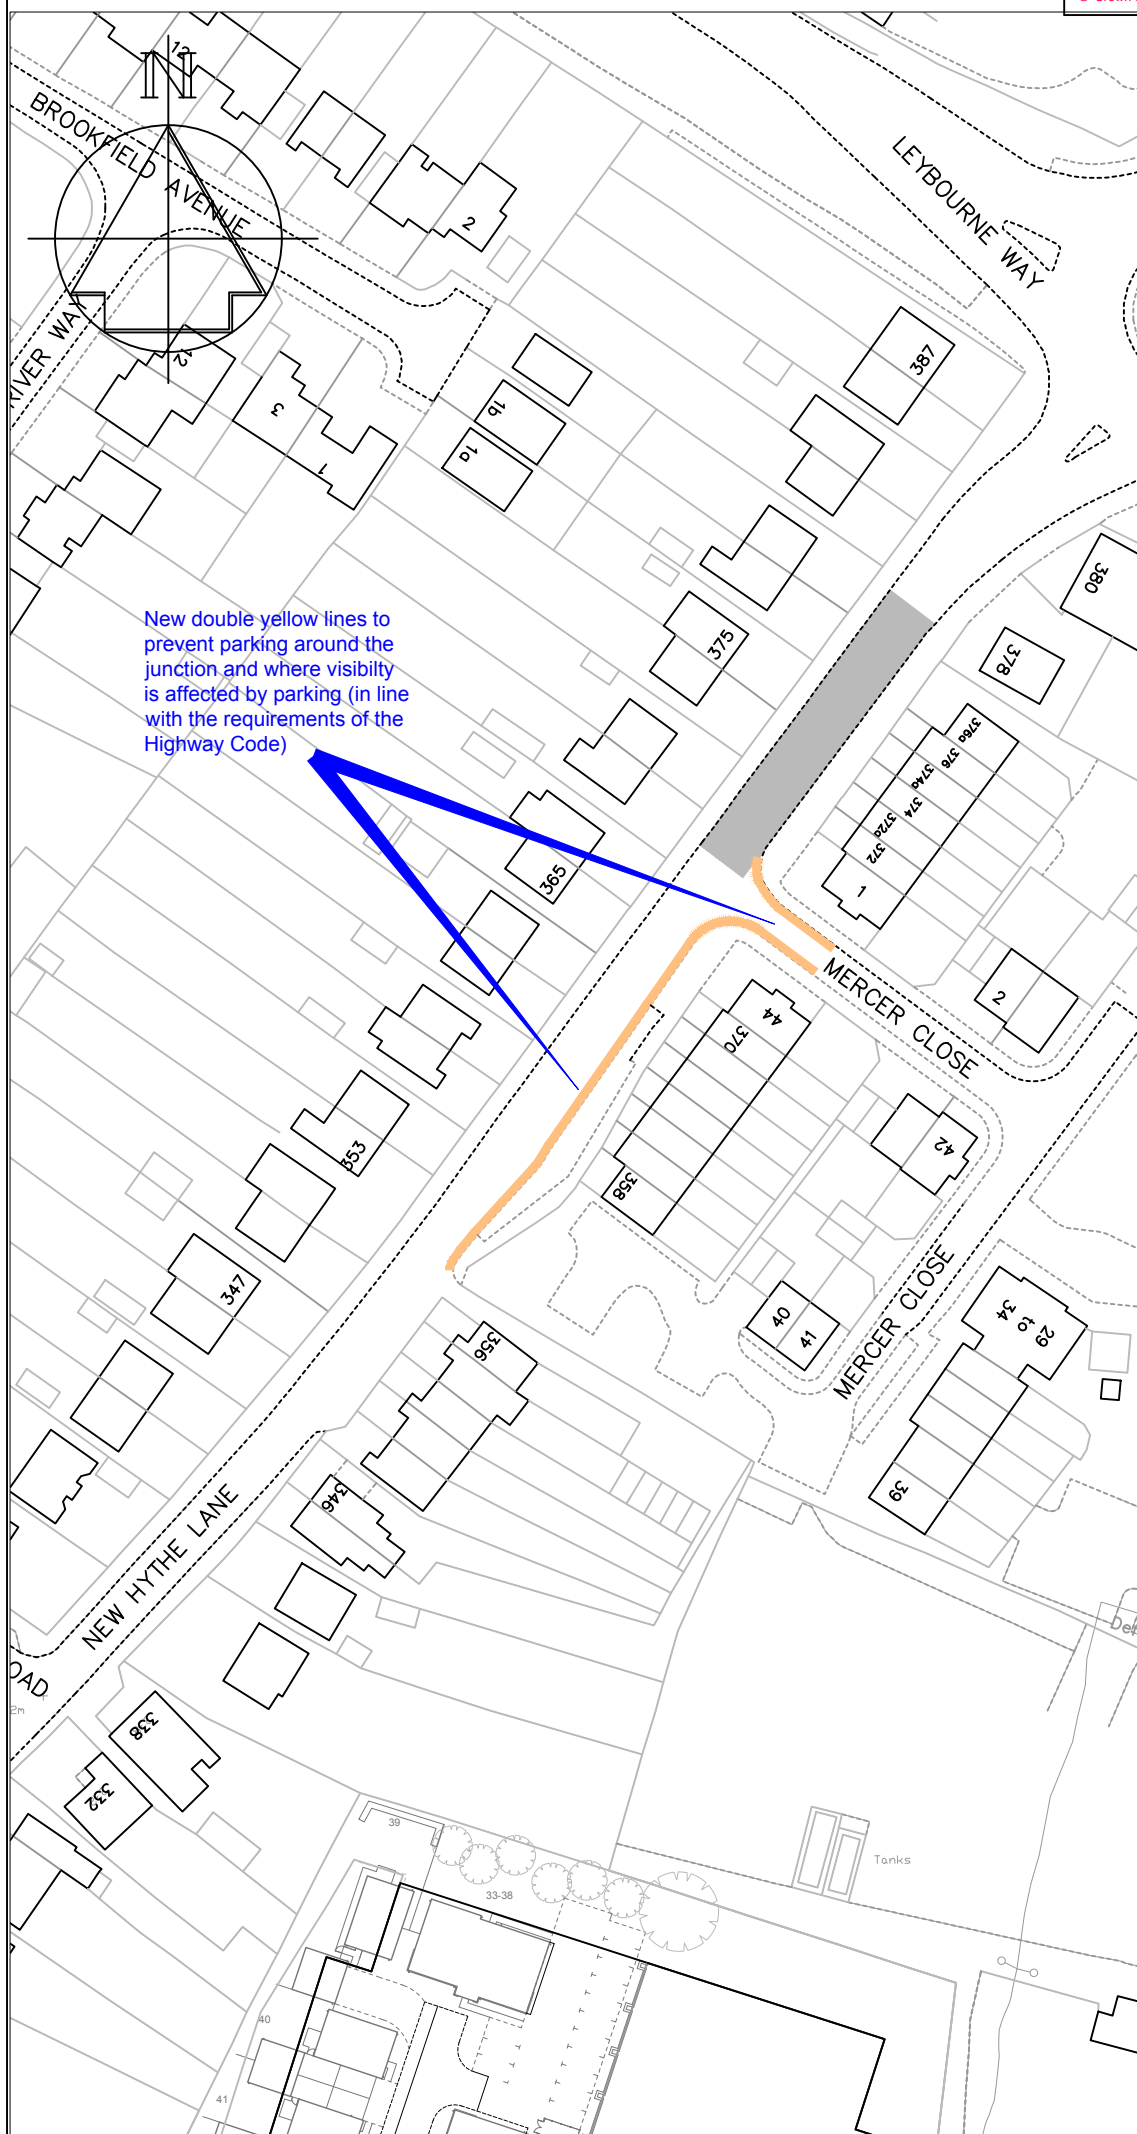 12
N
BROOKFIELD AVENUE
LEYBOURNE WAY
2
RIVER WAY
12
3
1
1b
1a
387
380
378
375
New double yellow lines to
prevent parking around the
junction and where visibilty
is affected by parking (in line
with the requirements of the
Highway Code)
376a
376
374a
374
372a
372
1
365
MERCER CLOSE
2
44
370
42
353
358
347
MERCER CLOSE
40
41
29
to
34
356
39
346
NEW HYTHE LANE
OAD
2m
338
332
39
33-38
Tanks
40
41